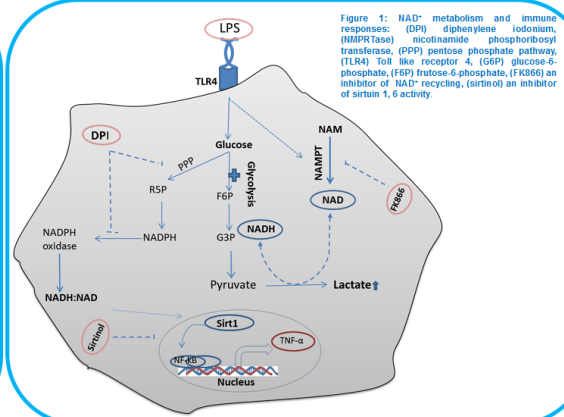 Figure 1: NAD⁺ metabolism and immune
responses: (DPI) diphenylene iodonium,
(NMPRTase) nicotinamide phosphoribosyl
transferase, (PPP) pentose phosphate pathway,
(TLR4) Toll like receptor 4, (G6P) glucose-6-
phosphate, (F6P) frutose-6-phosphate, (FK866) an
inhibitor of NAD⁺ recycling, (sirtinol) an inhibitor
of sirtuin 1, 6 activity.
LPS
TLR4
DPI
Glucose
NAM
PPP
Glycolysis
NAMPT
R5P
F6P
NAD
FK866
NADPH
oxidase
NADPH
G3P
NADH
Pyruvate
Lactate
NADH:NAD
Sirtinol
Sirt1
TNF-α
NF-kB
Nucleus